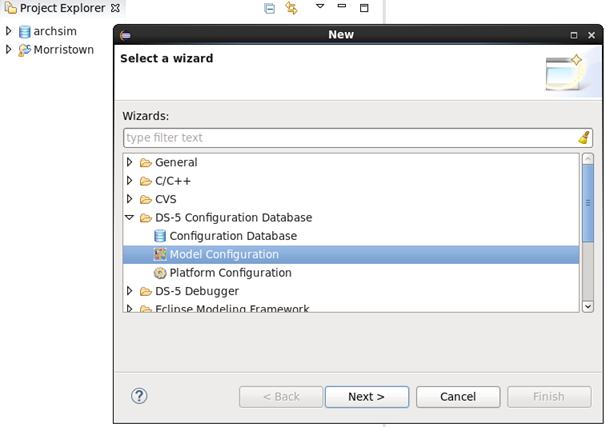 Project Explorer
archsim
Morristown
New
Select a wizard
Wizards:
type filter text
General
C/C++
CVS
DS-5 Configuration Database
Configuration Database
Model Configuration
Platform Configuration
DS-5 Debugger
Eclipse Modeling Framework
?
< Back
Next >
Cancel
Finish